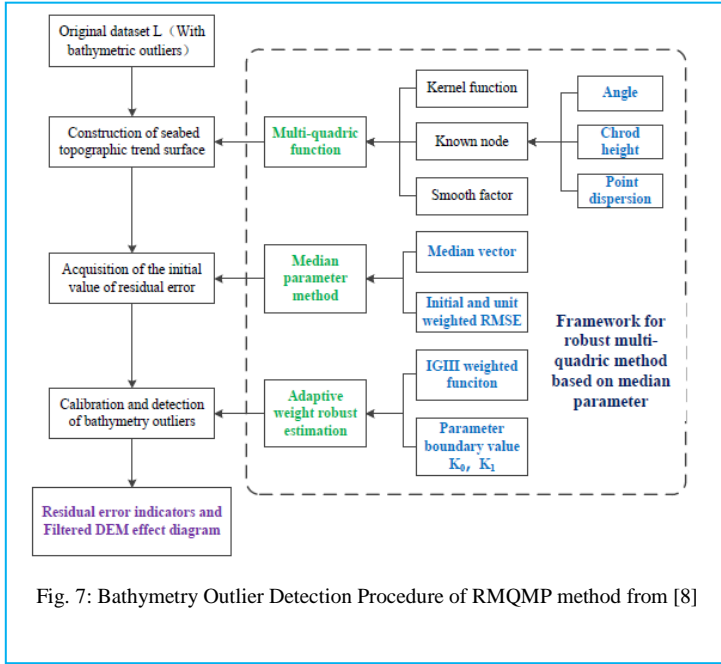 Original dataset L（With
bathymetric outliers）
Construction of seabed
topographic trend surface
Acquisition of the initial
value of residual error
Calibration and detection
of bathymetry outliers
Residual error indicators and
Filtered DEM effect diagram
Multi-quadric
function
Median
parameter
method
Adaptive
weight robust
estimation
Kernel function
Known node
Smooth factor
Angle
Chrod
height
Point
dispersion
Median vector
Initial and unit
weighted RMSE
IGIII weighted
funciton
Parameter
boundary value
K₀, K₁
Framework for
robust multi-
quadric method
based on median
parameter
Fig. 7: Bathymetry Outlier Detection Procedure of RMQMP method from [8]